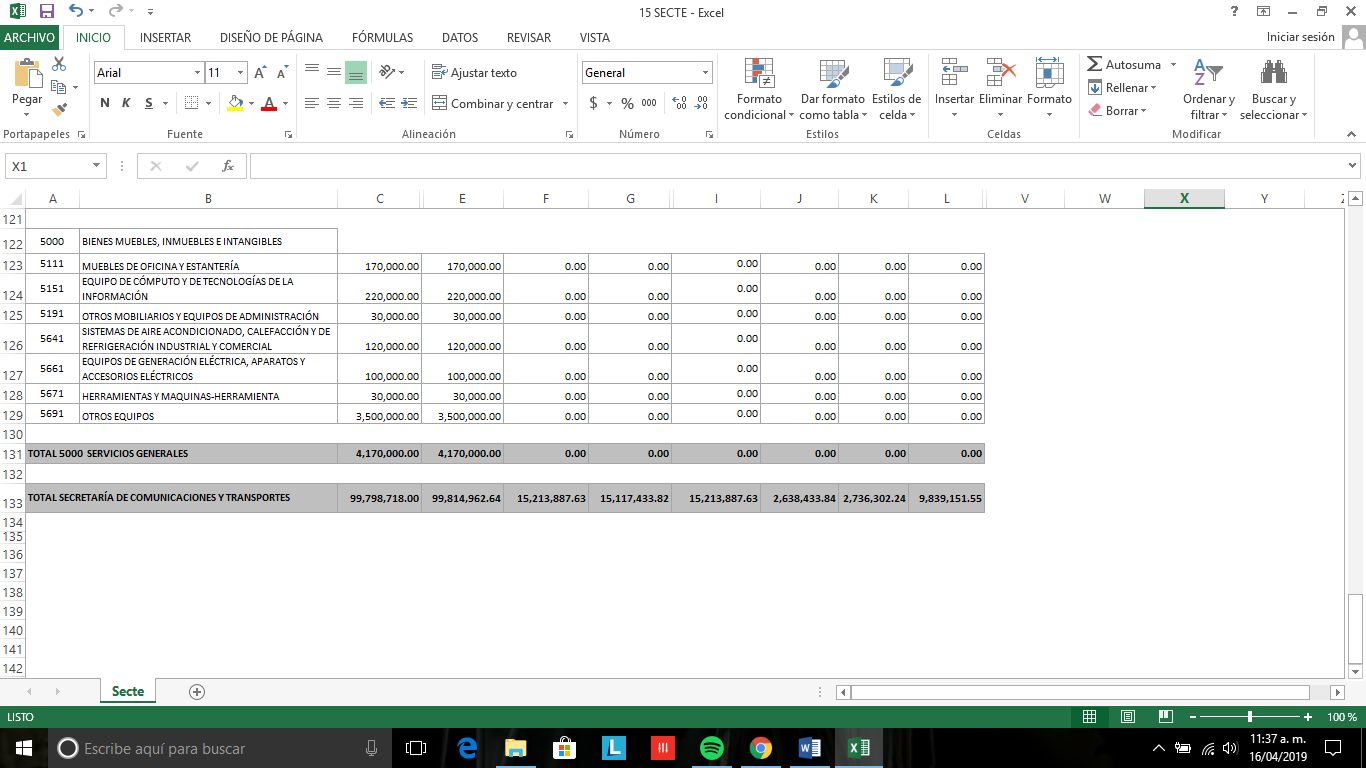 15 SECTE - Excel
?
ARCHIVO INICIO INSERTAR DISEÑO DE PÁGINA FÓRMULAS DATOS REVISAR VISTA Iniciar sesión
Pegar
Portapapeles
Arial 11
N K S
Fuente
Ajustar texto
Combinar y centrar
Alineación
General
$ % 000
Número
Formato condicional
Dar formato como tabla
Estilos de celda
Estilos
Insertar Eliminar Formato
Celdas
Autosuma
Rellenar
Borrar
Ordenar y filtrar
Buscar y seleccionar
Modificar
X1 fx
A B C E F G I J K L V W X Y Z
121
122 5000 BIENES MUEBLES, INMUEBLES E INTANGIBLES
123 5111 MUEBLES DE OFICINA Y ESTANTERÍA 170,000.00 170,000.00 0.00 0.00 0.00 0.00 0.00 0.00
124 5151 EQUIPO DE CÓMPUTO Y DE TECNOLOGÍAS DE LA
INFORMACIÓN 220,000.00 220,000.00 0.00 0.00 0.00 0.00 0.00 0.00
125 5191 OTROS MOBILIARIOS Y EQUIPOS DE ADMINISTRACIÓN 30,000.00 30,000.00 0.00 0.00 0.00 0.00 0.00 0.00
126 5641 SISTEMAS DE AIRE ACONDICIONADO, CALEFACCIÓN Y DE
REFRIGERACIÓN INDUSTRIAL Y COMERCIAL 120,000.00 120,000.00 0.00 0.00 0.00 0.00 0.00 0.00
127 5661 EQUIPOS DE GENERACIÓN ELÉCTRICA, APARATOS Y
ACCESORIOS ELÉCTRICOS 100,000.00 100,000.00 0.00 0.00 0.00 0.00 0.00 0.00
128 5671 HERRAMIENTAS Y MAQUINAS-HERRAMIENTA 30,000.00 30,000.00 0.00 0.00 0.00 0.00 0.00 0.00
129 5691 OTROS EQUIPOS 3,500,000.00 3,500,000.00 0.00 0.00 0.00 0.00 0.00 0.00
130
131 TOTAL 5000 SERVICIOS GENERALES 4,170,000.00 4,170,000.00 0.00 0.00 0.00 0.00 0.00 0.00
132
133 TOTAL SECRETARÍA DE COMUNICACIONES Y TRANSPORTES 99,798,718.00 99,814,962.64 15,213,887.63 15,117,433.82 15,213,887.63 2,638,433.84 2,736,302.24 9,839,151.55
134
135
136
137
138
139
140
141
142
Secte
LISTO 100 %
Escribe aquí para buscar
11:37 a. m.
16/04/2019